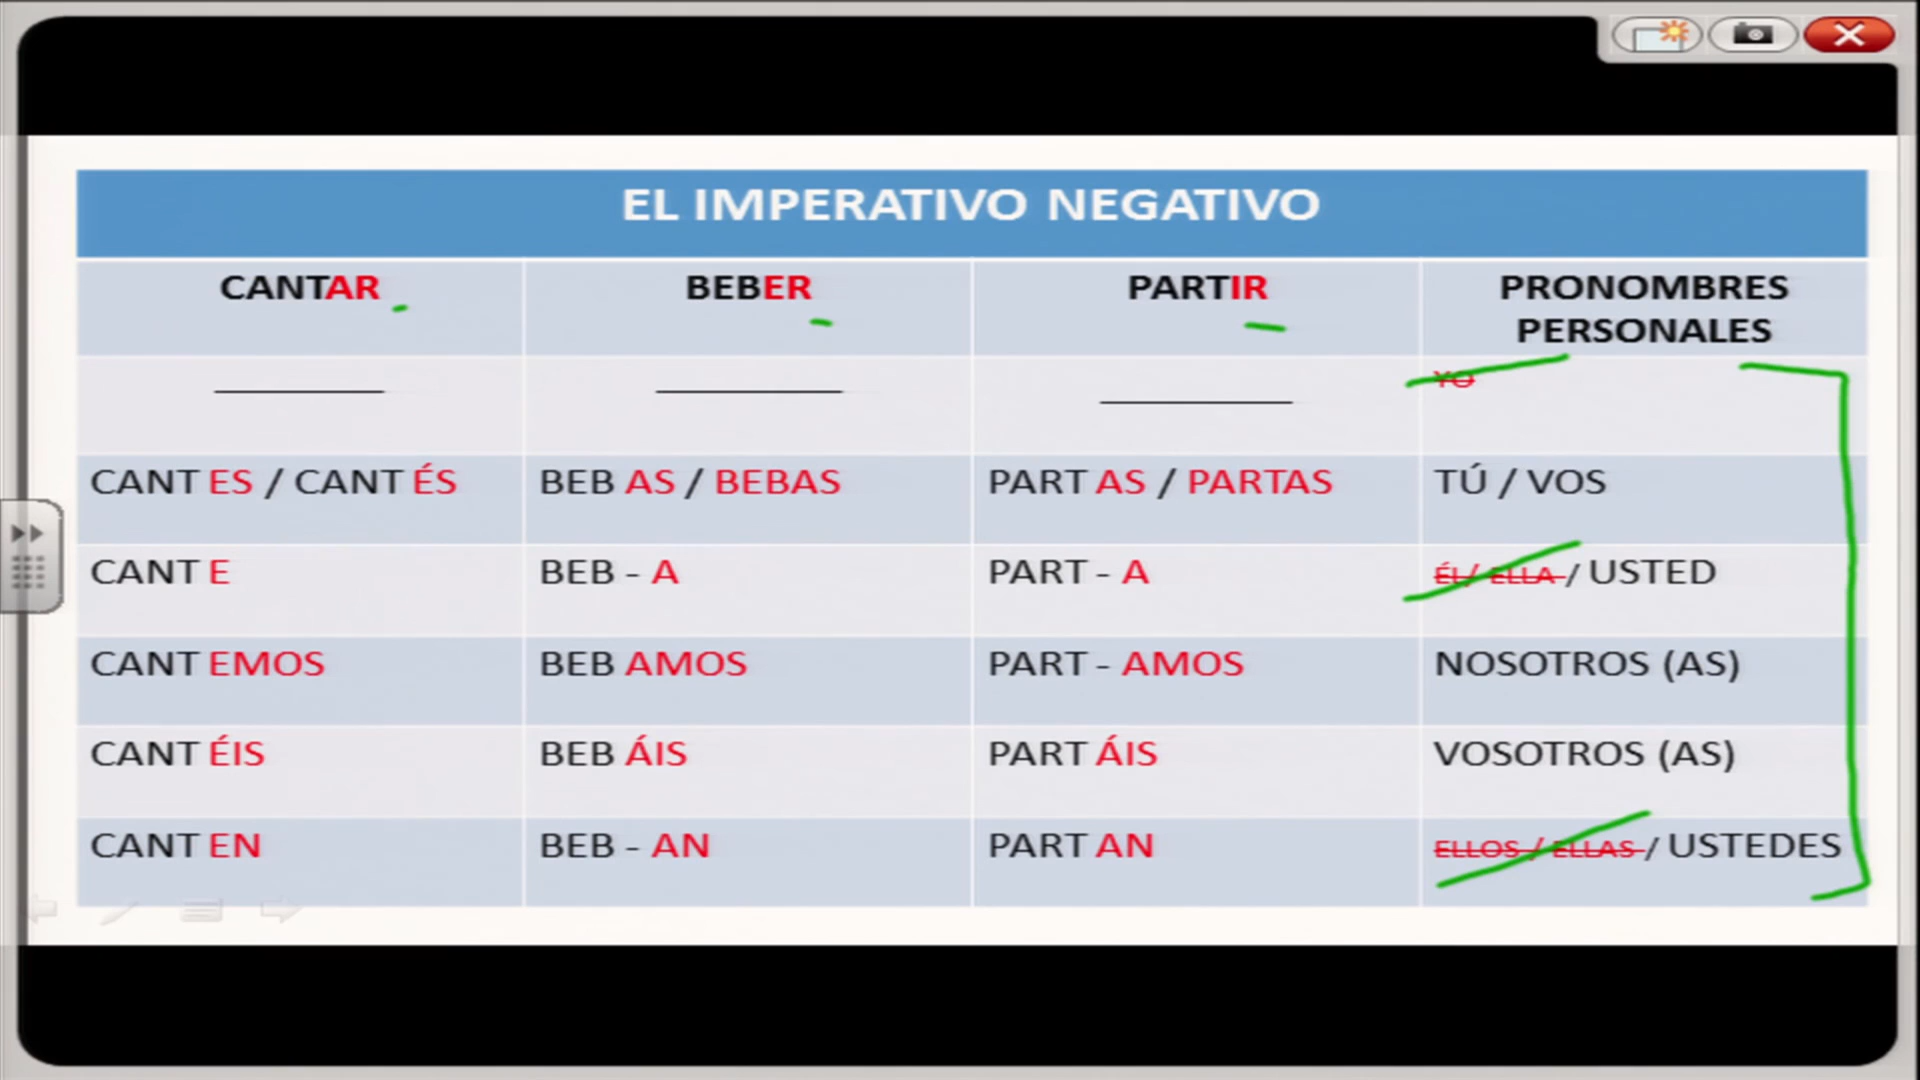 EL IMPERATIVO NEGATIVO
CANTAR BEBER PARTIR PRONOMBRES
PERSONALES
YO
CANT ES / CANT ÉS BEB AS / BEBAS PART AS / PARTAS TÚ / VOS
CANT E BEB - A PART - A ÉL/ ELLA / USTED
CANT EMOS BEB AMOS PART - AMOS NOSOTROS (AS)
CANT ÉIS BEB ÁIS PART ÁIS VOSOTROS (AS)
CANT EN BEB - AN PART AN ELLOS / ELLAS / USTEDES